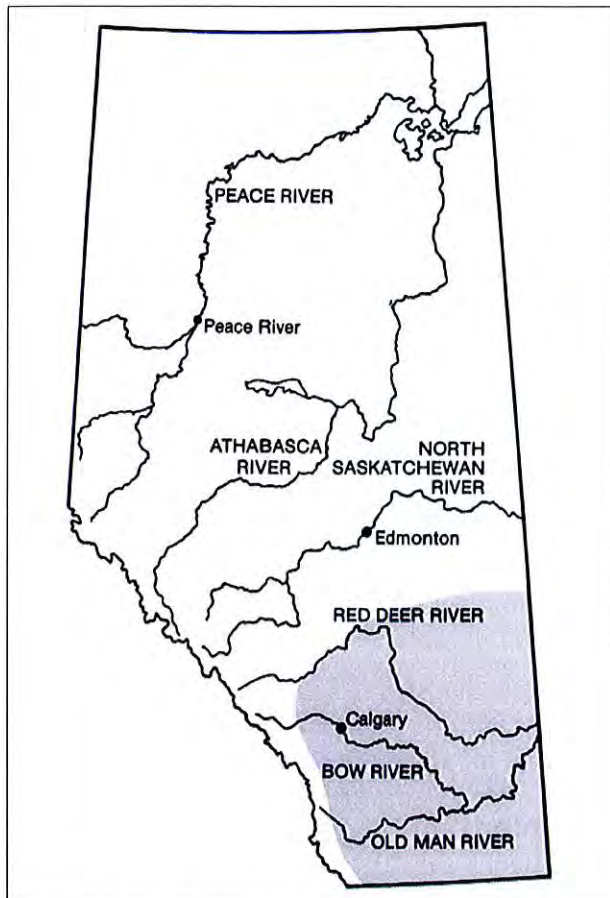 PEACE RIVER
Peace River
ATHABASCA
RIVER
NORTH
SASKATCHEWAN
RIVER
Edmonton
RED DEER RIVER
Calgary
BOW RIVER
OLD MAN RIVER